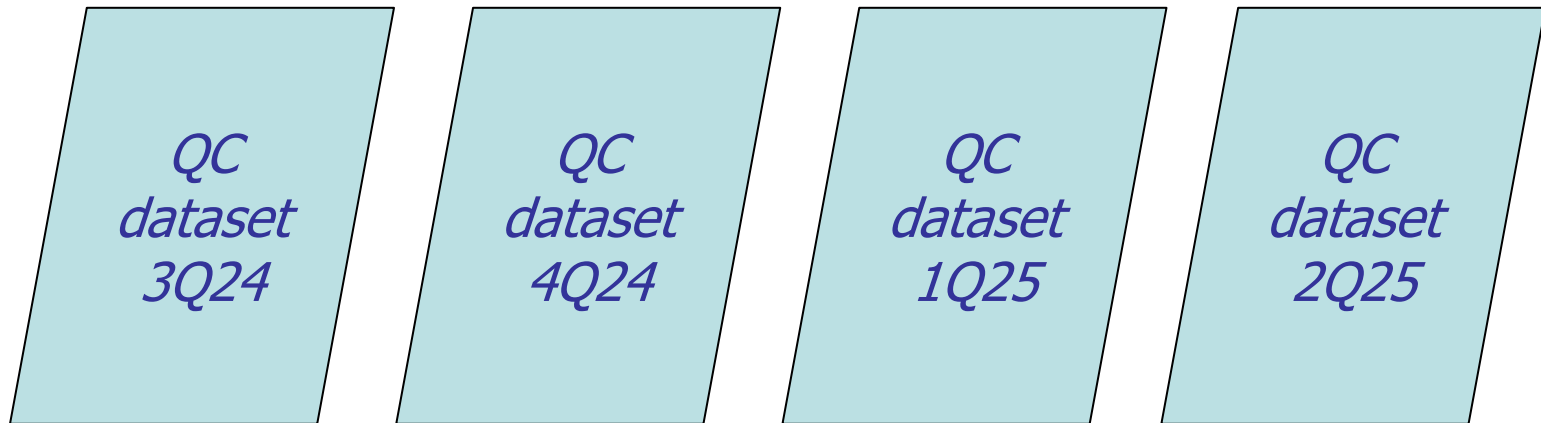 QC
dataset
3Q24
QC
dataset
4Q24
QC
dataset
1Q25
QC
dataset
2Q25